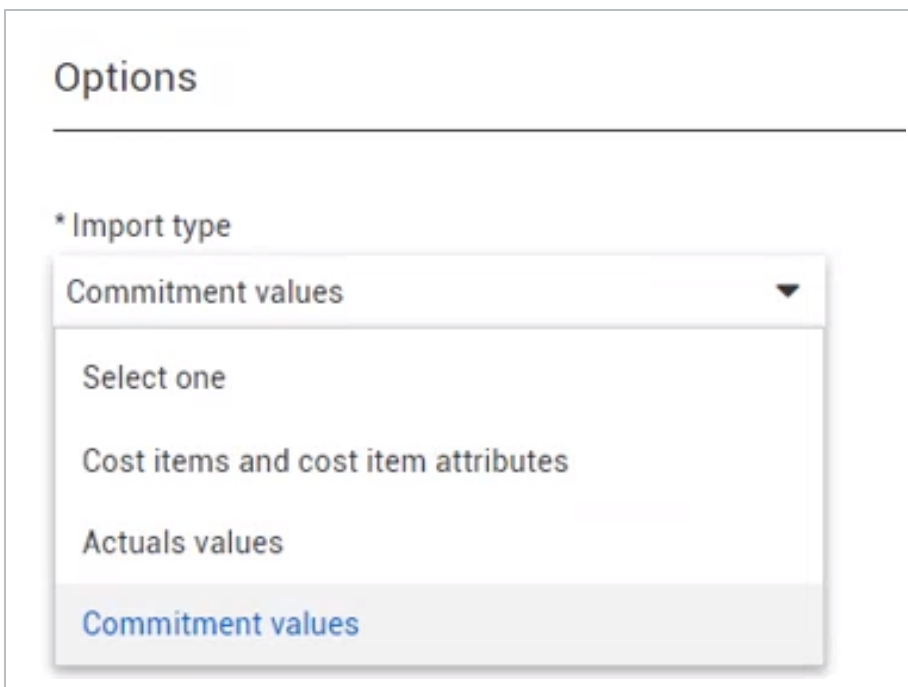 Options
* Import type
Commitment values
Select one
Cost items and cost item attributes
Actuals values
Commitment values